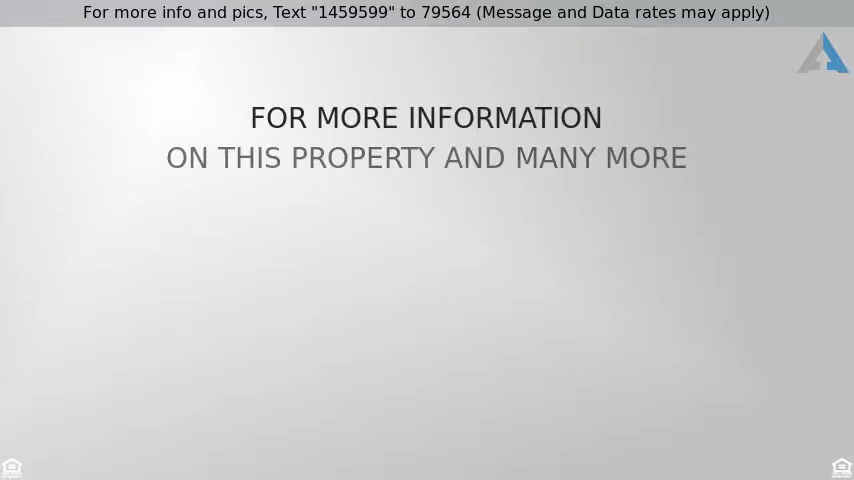 For more info and pics, Text "1459599" to 79564 (Message and Data rates may apply)
FOR MORE INFORMATION
ON THIS PROPERTY AND MANY MORE